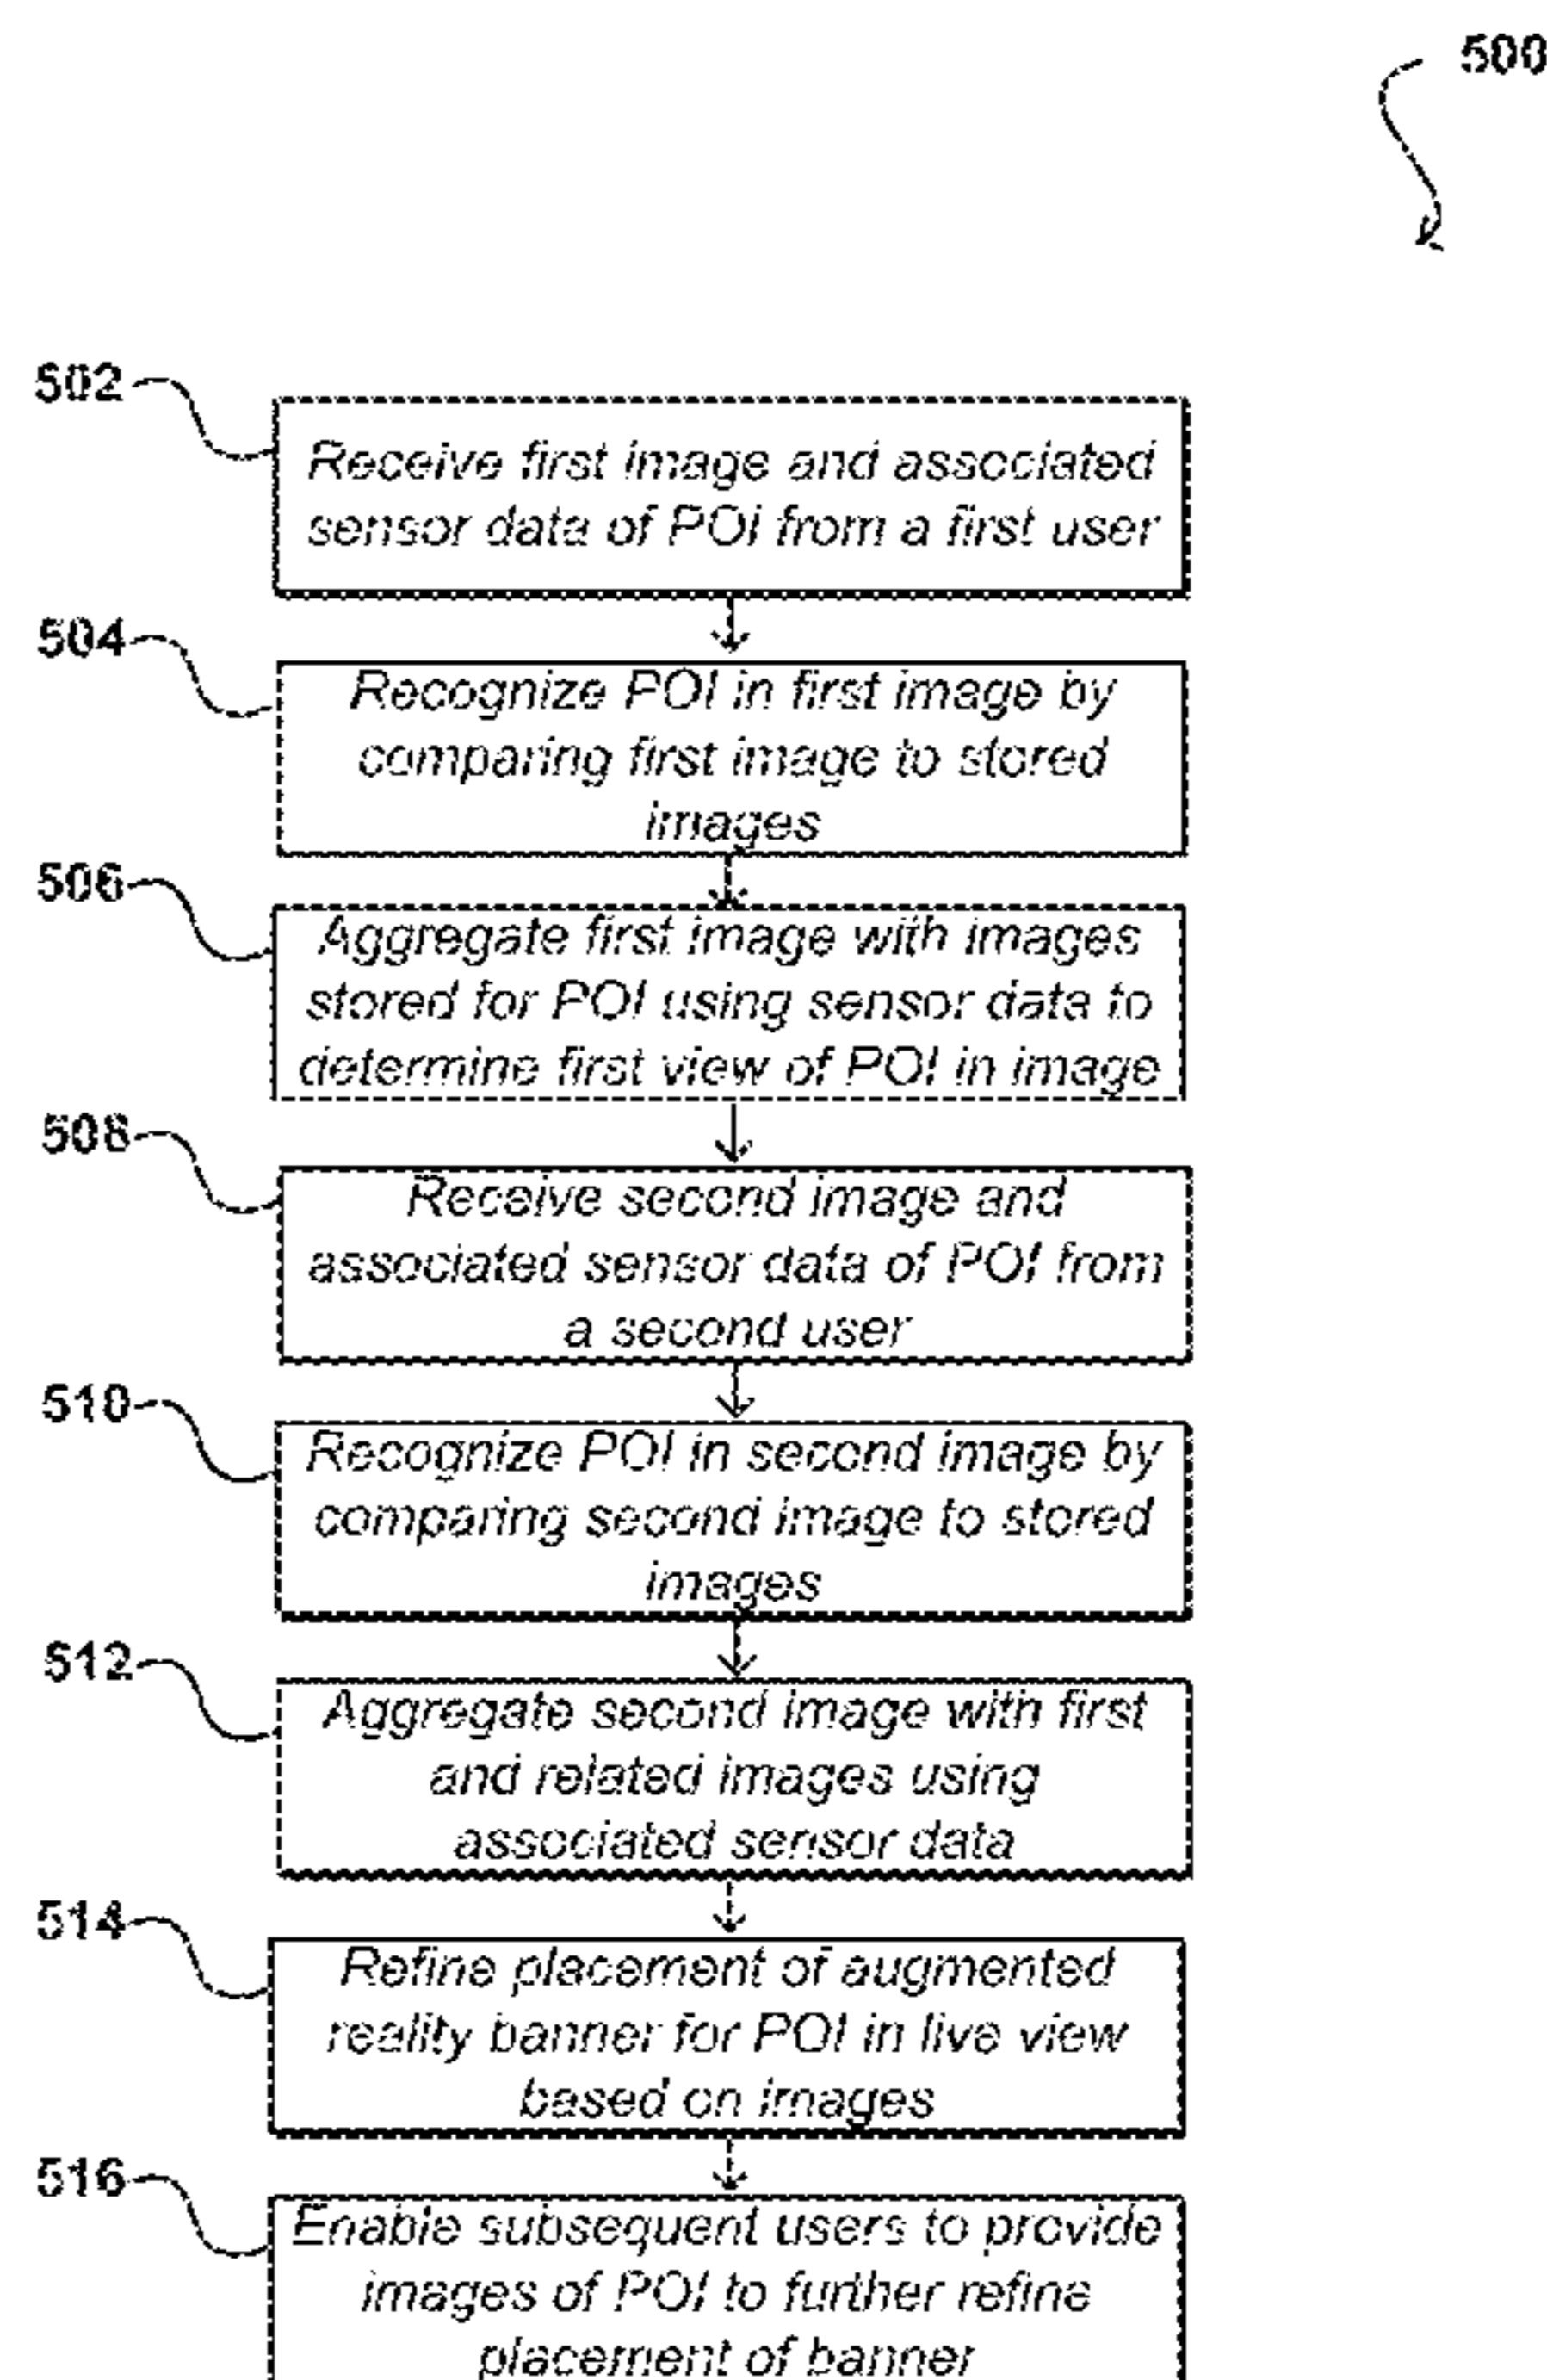 500
502
Receive first image and associated
sensor data of POI from a first user
504
Recognize POI in first image by
comparing first image to stored
images
506
Aggregate first image with images
stored for POI using sensor data to
determine first view of POI in image
508
Receive second image and
associated sensor data of POI from
a second user
510
Recognize POI in second image by
comparing second image to stored
images
512
Aggregate second image with first
and related images using
associated sensor data
514
Refine placement of augmented
reality banner for POI in live view
based on images
516
Enable subsequent users to provide
images of POI to further refine
placement of banner